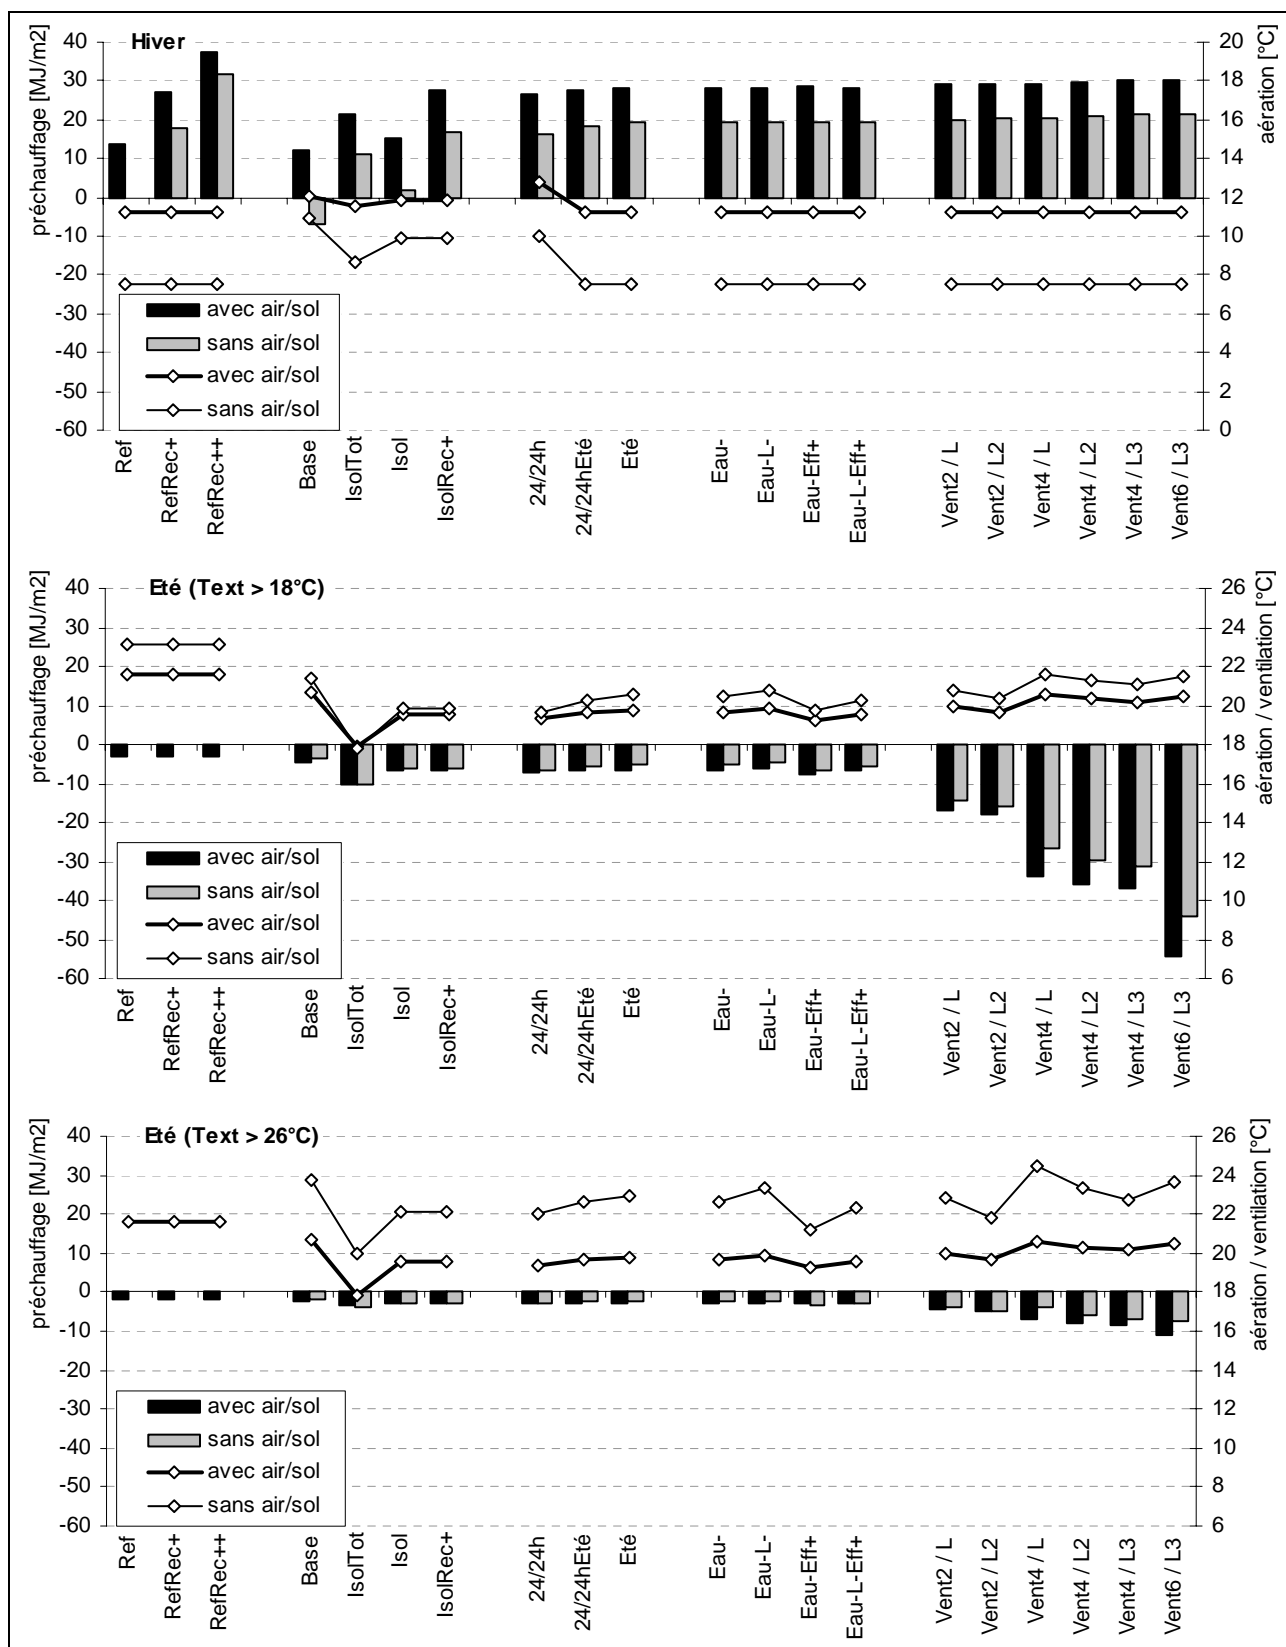 Hiver
préchauffage [MJ/m2]
40
30
20
10
0
-10
-20
-30
-40
-50
-60
aération [°C]
20
18
16
14
12
10
8
6
4
2
0
avec air/sol
sans air/sol
avec air/sol
sans air/sol
Ref
RefRec+
RefRec++
Base
IsolTot
Isol
IsolRec+
24/24h
24/24hEté
Eté
Eau-
Eau-L-
Eau-Eff+
Eau-L-Eff+
Vent2 / L
Vent2 / L2
Vent4 / L
Vent4 / L2
Vent4 / L3
Vent6 / L3
Eté (Text > 18°C)
préchauffage [MJ/m2]
40
30
20
10
0
-10
-20
-30
-40
-50
-60
aération / ventilation [°C]
26
24
22
20
18
16
14
12
10
8
6
avec air/sol
sans air/sol
avec air/sol
sans air/sol
Ref
RefRec+
RefRec++
Base
IsolTot
Isol
IsolRec+
24/24h
24/24hEté
Eté
Eau-
Eau-L-
Eau-Eff+
Eau-L-Eff+
Vent2 / L
Vent2 / L2
Vent4 / L
Vent4 / L2
Vent4 / L3
Vent6 / L3
Eté (Text > 26°C)
préchauffage [MJ/m2]
40
30
20
10
0
-10
-20
-30
-40
-50
-60
aération / ventilation [°C]
26
24
22
20
18
16
14
12
10
8
6
avec air/sol
sans air/sol
avec air/sol
sans air/sol
Ref
RefRec+
RefRec++
Base
IsolTot
Isol
IsolRec+
24/24h
24/24hEté
Eté
Eau-
Eau-L-
Eau-Eff+
Eau-L-Eff+
Vent2 / L
Vent2 / L2
Vent4 / L
Vent4 / L2
Vent4 / L3
Vent6 / L3